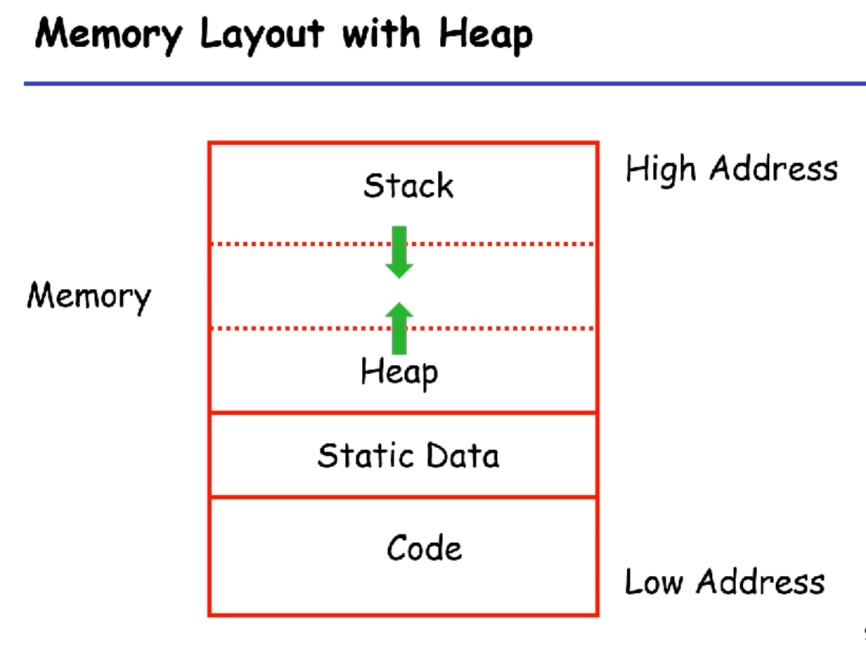 Memory Layout with Heap
Stack
High Address
Memory
Heap
Static Data
Code
Low Address